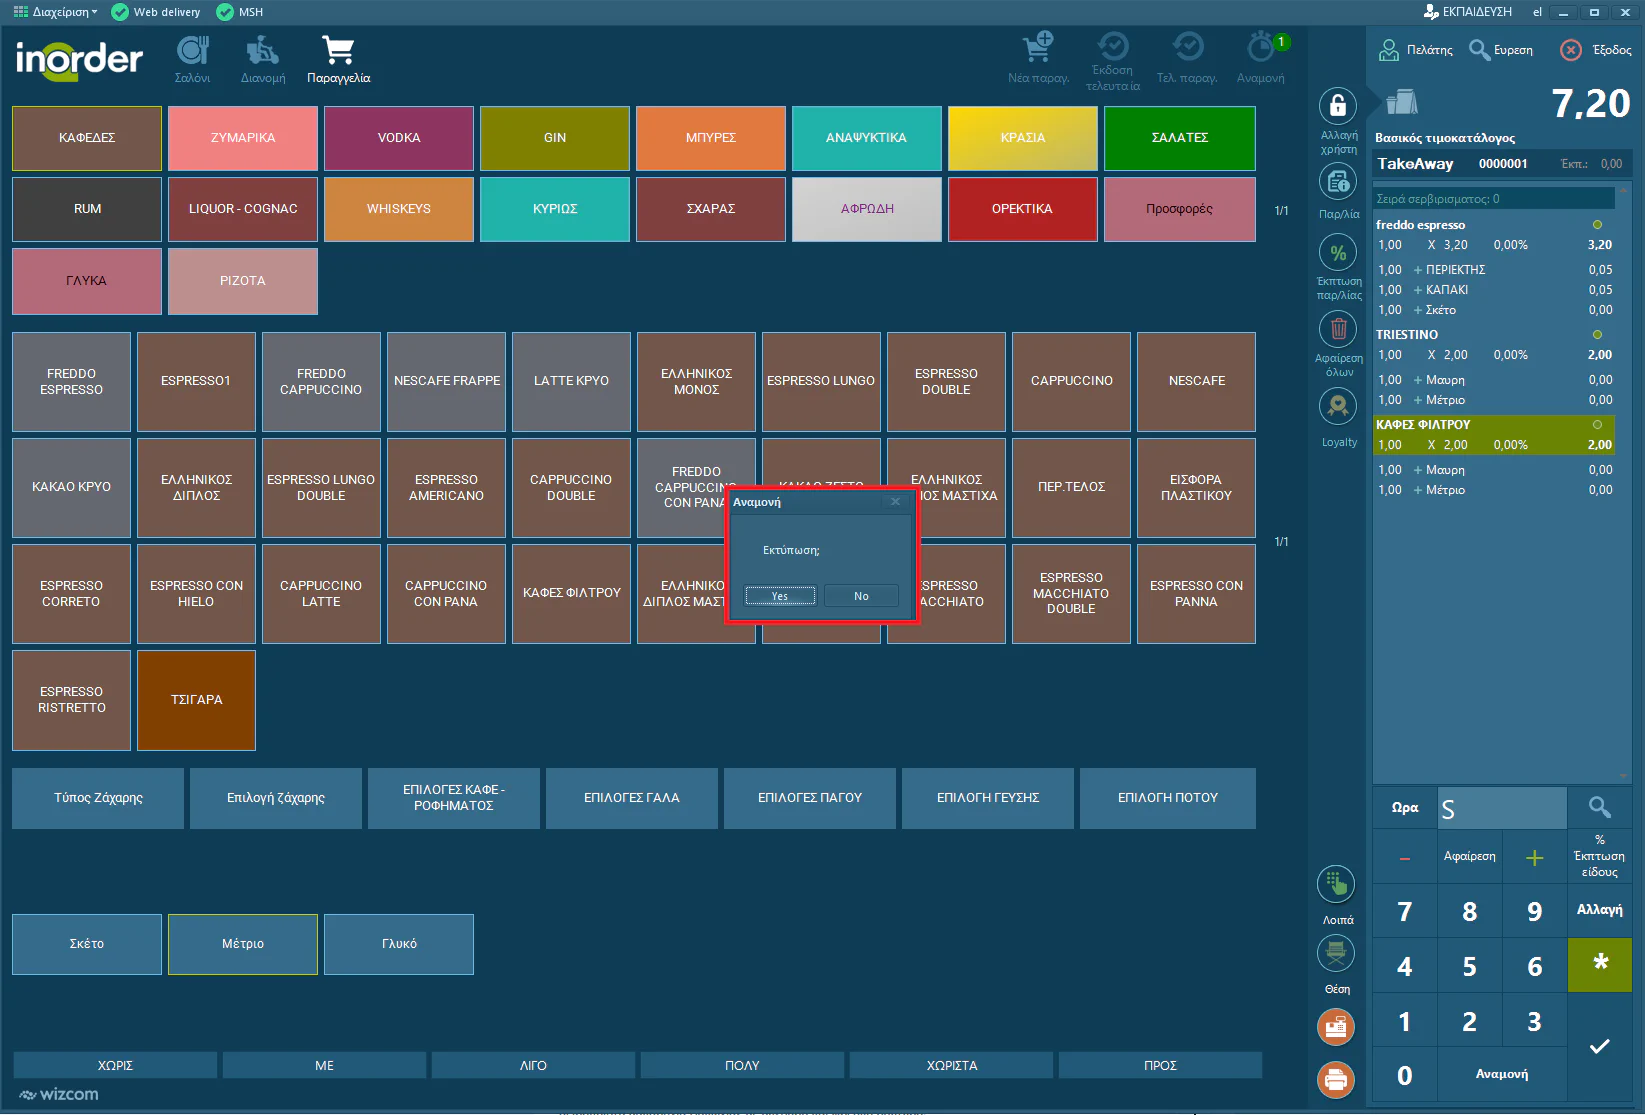 Διαχείριση
Web delivery
MSH
ΕΚΠΑΙΔΕΥΣΗ
el
inorder
Σαλόνι
Διανομή
Παραγγελία
Νέα παραγ.
Έκδοση
τελευταία
Τελ. παραγ.
Αναμονή
1
Πελάτης
Ευρεση
Έξοδος
ΚΑΦΕΔΕΣ
ΖΥΜΑΡΙΚΑ
VODKA
GIN
ΜΠΥΡΕΣ
ΑΝΑΨΥΚΤΙΚΑ
ΚΡΑΣΙΑ
ΣΑΛΑΤΕΣ
RUM
LIQUOR - COGNAC
WHISKEYS
ΚΥΡΙΩΣ
ΣΧΑΡΑΣ
ΑΦΡΩΔΗ
ΟΡΕΚΤΙΚΑ
Προσφορές
1/1
ΓΛΥΚΑ
ΡΙΖΟΤΑ
FREDDO
ESPRESSO
ESPRESSO1
FREDDO
CAPPUCCINO
NESCAFE FRAPPE
LATTE ΚΡΥΟ
ΕΛΛΗΝΙΚΟΣ
ΜΟΝΟΣ
ESPRESSO LUNGO
ESPRESSO
DOUBLE
CAPPUCCINO
NESCAFE
ΚΑΚΑΟ ΚΡΥΟ
ΕΛΛΗΝΙΚΟΣ
ΔΙΠΛΟΣ
ESPRESSO LUNGO
DOUBLE
ESPRESSO
AMERICANO
CAPPUCCINO
DOUBLE
FREDDO
CAPPUCCINO
CON PANA
ΚΑΚΑΟ ΖΕΣΤΟ
ΕΛΛΗΝΙΚΟΣ
ΟΣ ΜΑΣΤΙΧΑ
ΠΕΡ.ΤΕΛΟΣ
ΕΙΣΦΟΡΑ
ΠΛΑΣΤΙΚΟΥ
1/1
ESPRESSO
CORRETO
ESPRESSO CON
HIELO
CAPPUCCINO
LATTE
CAPPUCCINO
CON PANA
ΚΑΦΕΣ ΦΙΛΤΡΟΥ
ΕΛΛΗΝΙΚΟ
ΔΙΠΛΟΣ ΜΑΣΤ
SPRESSO
ACCHIATO
ESPRESSO
MACCHIATO
DOUBLE
ESPRESSO CON
PANNA
ESPRESSO
RISTRETTO
ΤΣΙΓΑΡΑ
Αναμονή
Εκτύπωση;
Yes
No
Τύπος Ζάχαρης
Επιλογή ζάχαρης
ΕΠΙΛΟΓΕΣ ΚΑΦΕ -
ΡΟΦΗΜΑΤΟΣ
ΕΠΙΛΟΓΕΣ ΓΑΛΑ
ΕΠΙΛΟΓΕΣ ΠΑΓΟΥ
ΕΠΙΛΟΓΗ ΓΕΥΣΗΣ
ΕΠΙΛΟΓΗ ΠΟΤΟΥ
Σκέτο
Μέτριο
Γλυκό
ΧΩΡΙΣ
ΜΕ
ΛΙΓΟ
ΠΟΛΥ
ΧΩΡΙΣΤΑ
ΠΡΟΣ
wizcom
Αλλαγή
χρήστη
Παρ/λία
%
Έκπτωση
παρ/λίας
Αφαίρεση
όλων
Loyalty
Λοιπά
Θέση
7,20
Βασικός τιμοκατάλογος
TakeAway 0000001 Έκπ.: 0,00
Σειρά σερβιρισματος: 0
freddo espresso
1,00 X 3,20 0,00% 3,20
1,00 + ΠΕΡΙΕΚΤΗΣ 0,05
1,00 + ΚΑΠΑΚΙ 0,05
1,00 + Σκέτο 0,00
TRIESTINO
1,00 X 2,00 0,00% 2,00
1,00 + Μαυρη 0,00
1,00 + Μέτριο 0,00
ΚΑΦΕΣ ΦΙΛΤΡΟΥ
1,00 X 2,00 0,00% 2,00
1,00 + Μαυρη 0,00
1,00 + Μέτριο 0,00
Ωρα
S
-
Αφαίρεση
+
%
Έκπτωση
είδους
7 8 9 Αλλαγή
4 5 6 *
1 2 3
0 Αναμονή